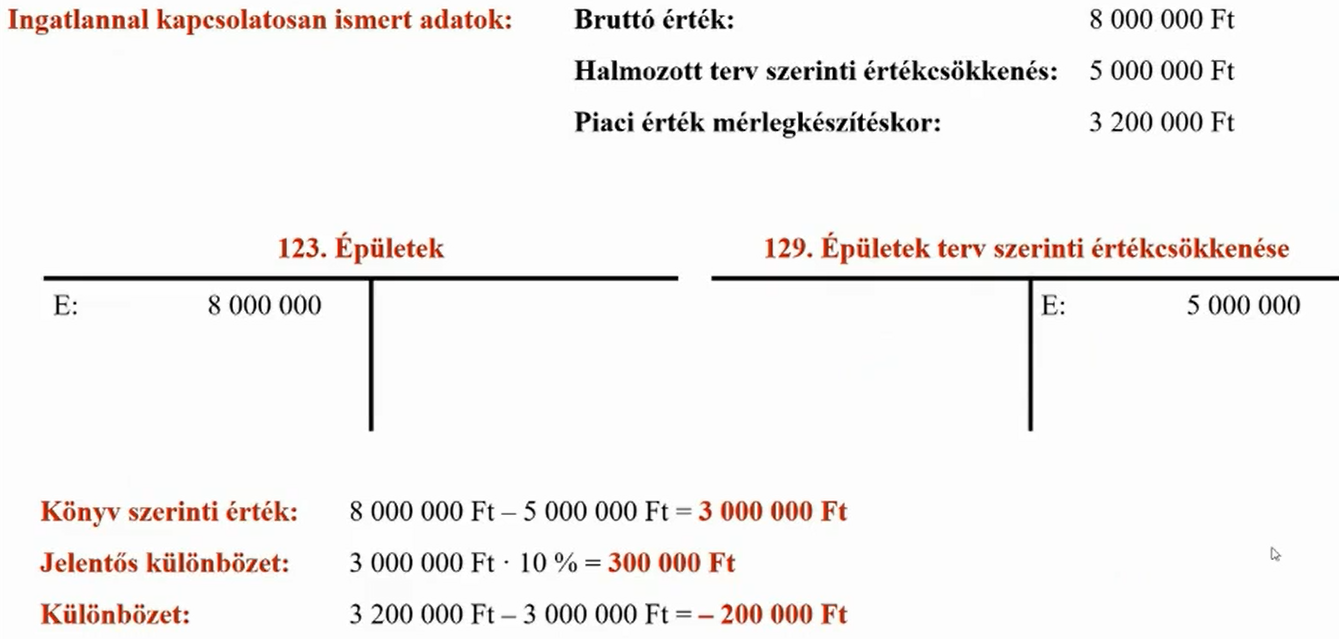 Ingatlannal kapcsolatosan ismert adatok: Bruttó érték: 8 000 000 Ft
Halmozott terv szerinti értékcsökkenés: 5 000 000 Ft
Piaci érték mérlegkészítéskor: 3 200 000 Ft
123. Épületek 129. Épületek terv szerinti értékcsökkenése
E: 8 000 000 E: 5 000 000
Könyv szerinti érték: 8 000 000 Ft – 5 000 000 Ft = 3 000 000 Ft
Jelentős különbözet: 3 000 000 Ft · 10 % = 300 000 Ft
Különbözet: 3 200 000 Ft – 3 000 000 Ft = – 200 000 Ft